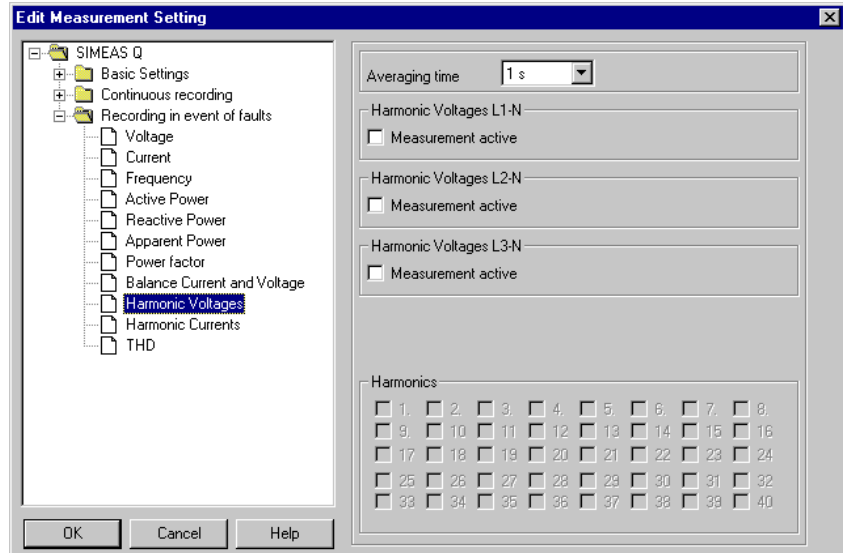 Edit Measurement Setting
SIMEAS Q
Basic Settings
Continuous recording
Recording in event of faults
Voltage
Current
Frequency
Active Power
Reactive Power
Apparent Power
Power factor
Balance Current and Voltage
Harmonic Voltages
Harmonic Currents
THD
Averaging time 1 s
Harmonic Voltages L1-N
Measurement active
Harmonic Voltages L2-N
Measurement active
Harmonic Voltages L3-N
Measurement active
Harmonics
1. 2. 3. 4. 5. 6. 7. 8.
9. 10 11 12 13 14 15 16
17 18 19 20 21 22 23 24
25 26 27 28 29 30 31 32
33 34 35 36 37 38 39 40
OK Cancel Help